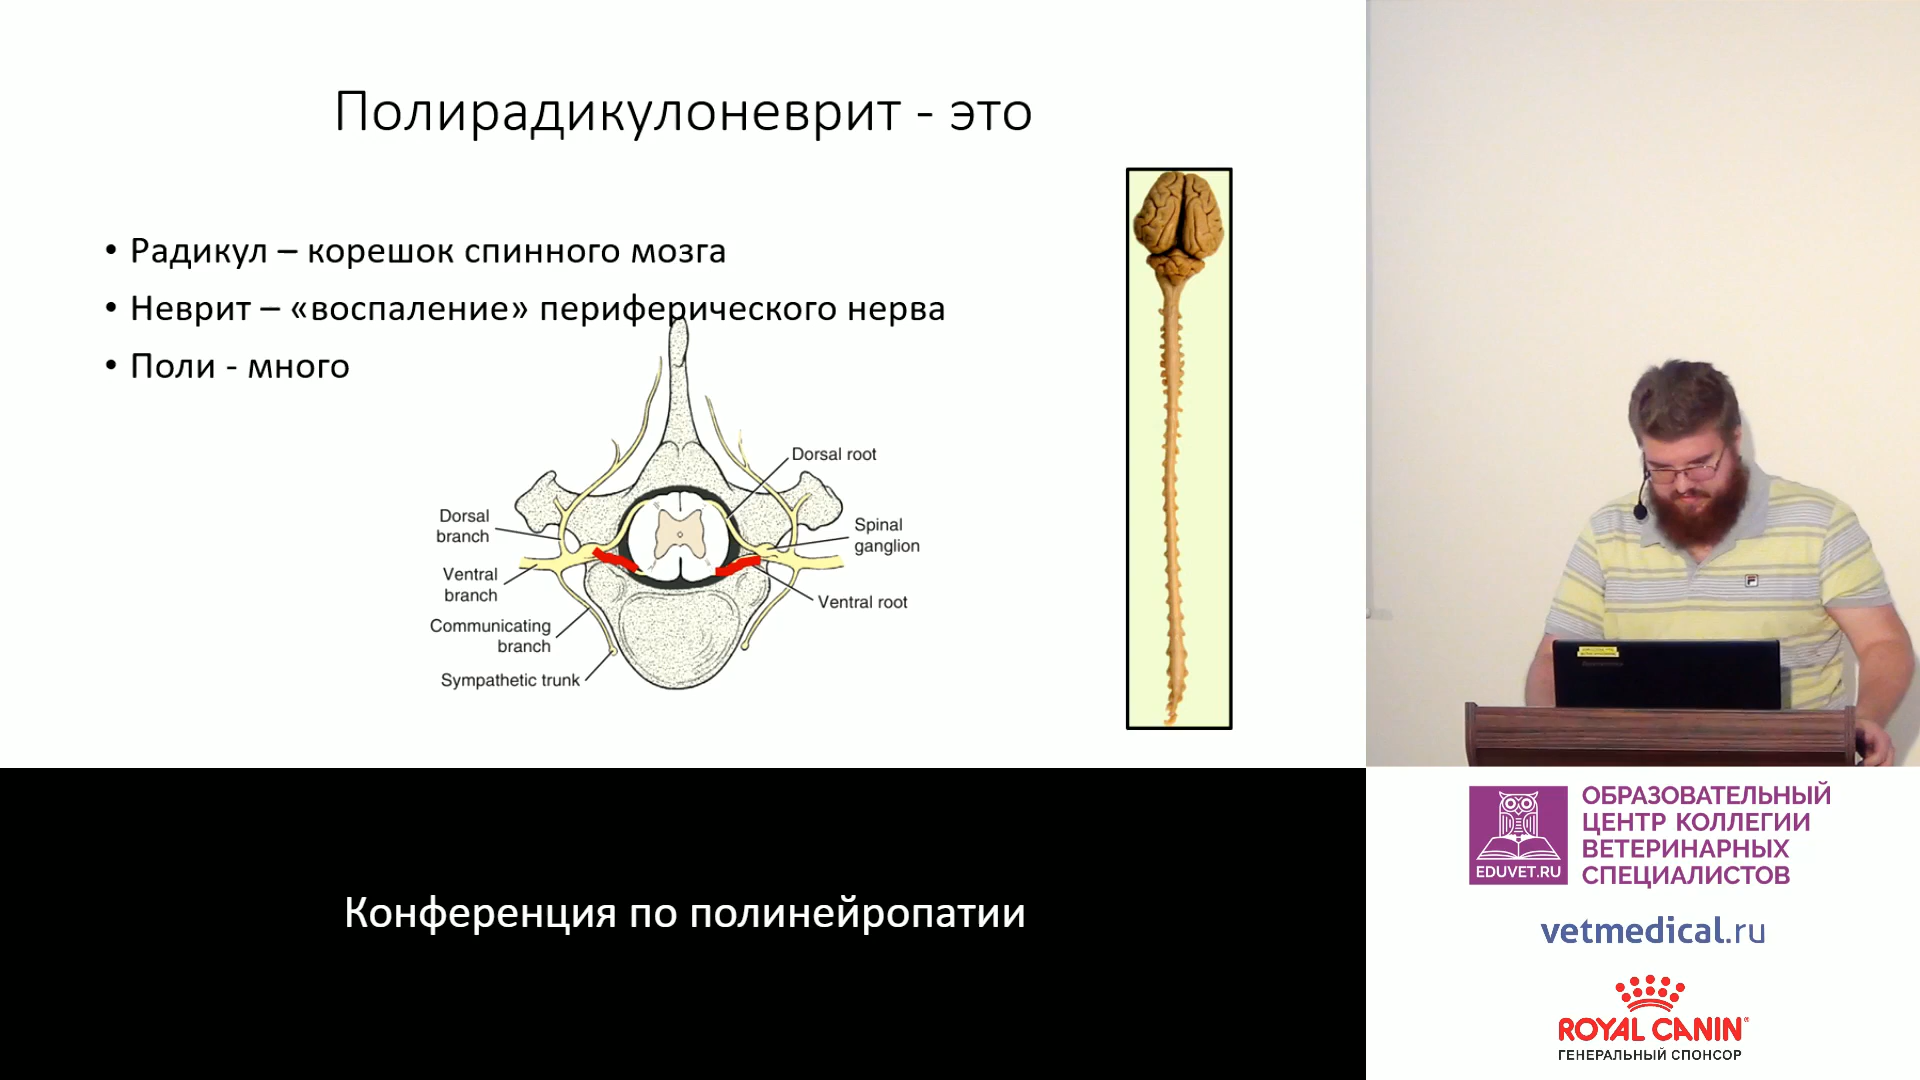 Полирадикулоневрит - это
• Радикул – корешок спинного мозга
• Неврит – «воспаление» периферического нерва
• Поли - много
Dorsal root
Dorsal
branch
Spinal
ganglion
Ventral
branch
Ventral root
Communicating
branch
Sympathetic trunk
Конференция по полинейропатии
EDUVET.RU
ОБРАЗОВАТЕЛЬНЫЙ
ЦЕНТР КОЛЛЕГИИ
ВЕТЕРИНАРНЫХ
СПЕЦИАЛИСТОВ
vetmedical.ru
ROYAL CANIN
ГЕНЕРАЛЬНЫЙ СПОНСОР